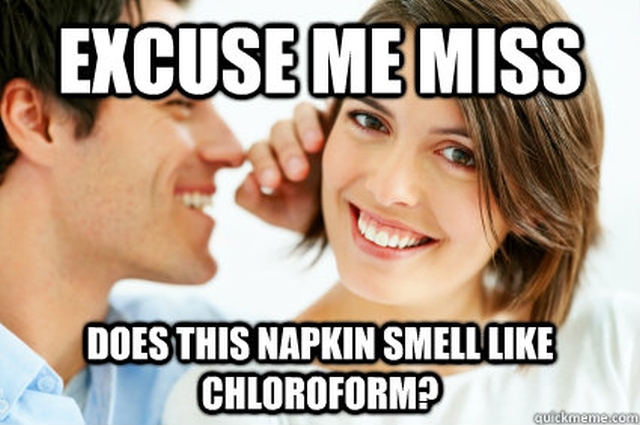 EXCUSE ME MISS
DOES THIS NAPKIN SMELL LIKE
CHLOROFORM?
quickmeme.com